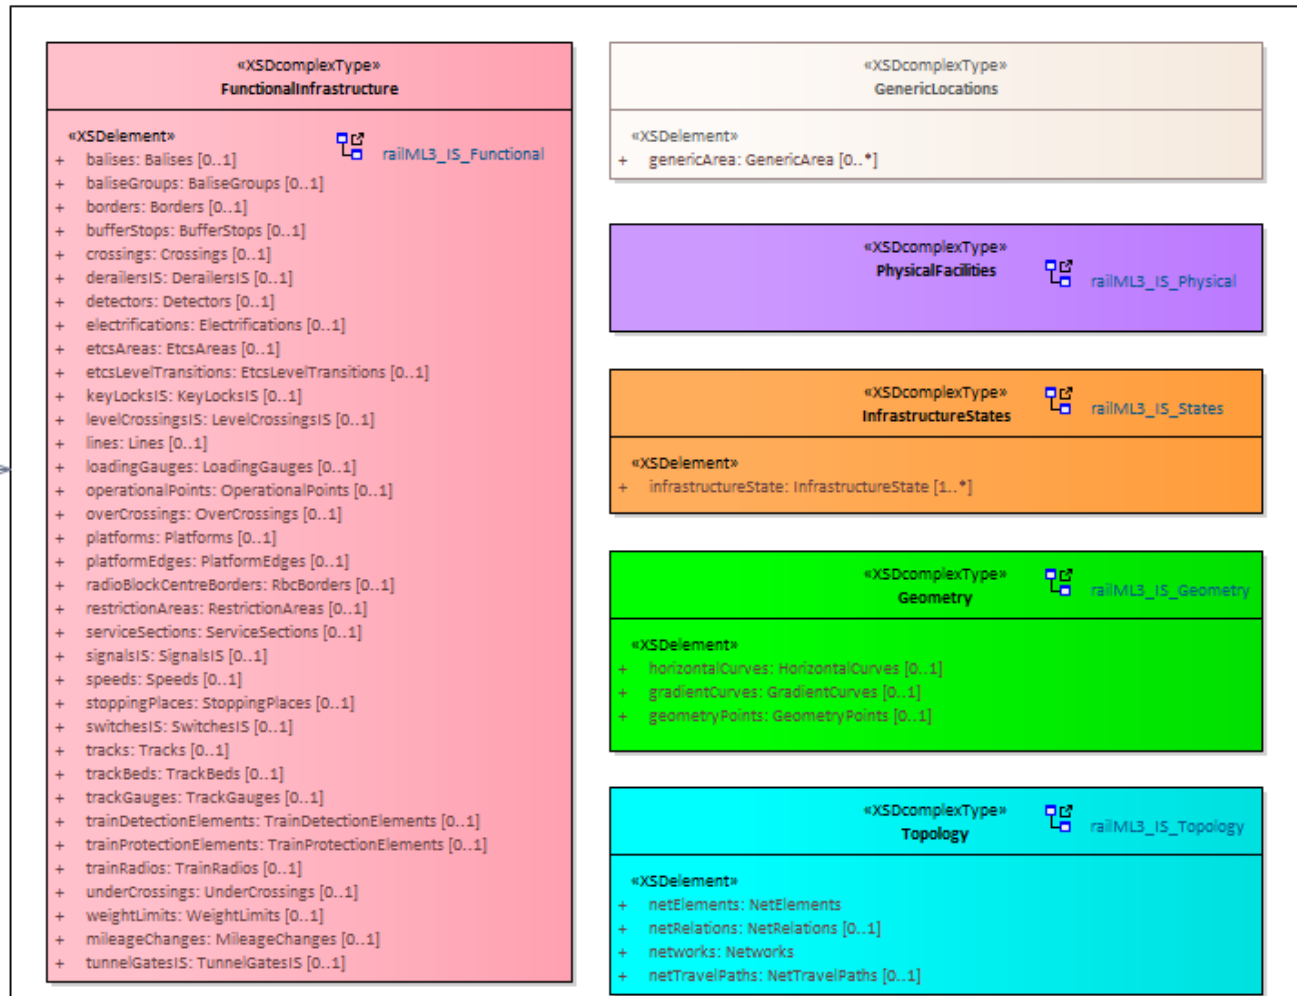 «XSDcomplexType»
FunctionalInfrastructure
«XSDelement»
railML3_IS_Functional
+ balises: Balises [0..1]
+ baliseGroups: BaliseGroups [0..1]
+ borders: Borders [0..1]
+ bufferStops: BufferStops [0..1]
+ crossings: Crossings [0..1]
+ derailersIS: DerailersIS [0..1]
+ detectors: Detectors [0..1]
+ electrifications: Electrifications [0..1]
+ etcsAreas: EtcsAreas [0..1]
+ etcsLevelTransitions: EtcsLevelTransitions [0..1]
+ keyLocksIS: KeyLocksIS [0..1]
+ levelCrossingsIS: LevelCrossingsIS [0..1]
+ lines: Lines [0..1]
+ loadingGauges: LoadingGauges [0..1]
+ operationalPoints: OperationalPoints [0..1]
+ overCrossings: OverCrossings [0..1]
+ platforms: Platforms [0..1]
+ platformEdges: PlatformEdges [0..1]
+ radioBlockCentreBorders: RbcBorders [0..1]
+ restrictionAreas: RestrictionAreas [0..1]
+ serviceSections: ServiceSections [0..1]
+ signalsIS: SignalsIS [0..1]
+ speeds: Speeds [0..1]
+ stoppingPlaces: StoppingPlaces [0..1]
+ switchesIS: SwitchesIS [0..1]
+ tracks: Tracks [0..1]
+ trackBeds: TrackBeds [0..1]
+ trackGauges: TrackGauges [0..1]
+ trainDetectionElements: TrainDetectionElements [0..1]
+ trainProtectionElements: TrainProtectionElements [0..1]
+ trainRadios: TrainRadios [0..1]
+ underCrossings: UnderCrossings [0..1]
+ weightLimits: WeightLimits [0..1]
+ mileageChanges: MileageChanges [0..1]
+ tunnelGatesIS: TunnelGatesIS [0..1]
«XSDcomplexType»
GenericLocations
«XSDelement»
+ genericArea: GenericArea [0..*]
«XSDcomplexType»
PhysicalFacilities
railML3_IS_Physical
«XSDcomplexType»
InfrastructureStates
railML3_IS_States
«XSDelement»
+ infrastructureState: InfrastructureState [1..*]
«XSDcomplexType»
Geometry
railML3_IS_Geometry
«XSDelement»
+ horizontalCurves: HorizontalCurves [0..1]
+ gradientCurves: GradientCurves [0..1]
+ geometryPoints: GeometryPoints [0..1]
«XSDcomplexType»
Topology
railML3_IS_Topology
«XSDelement»
+ netElements: NetElements
+ netRelations: NetRelations [0..1]
+ networks: Networks
+ netTravelPaths: NetTravelPaths [0..1]